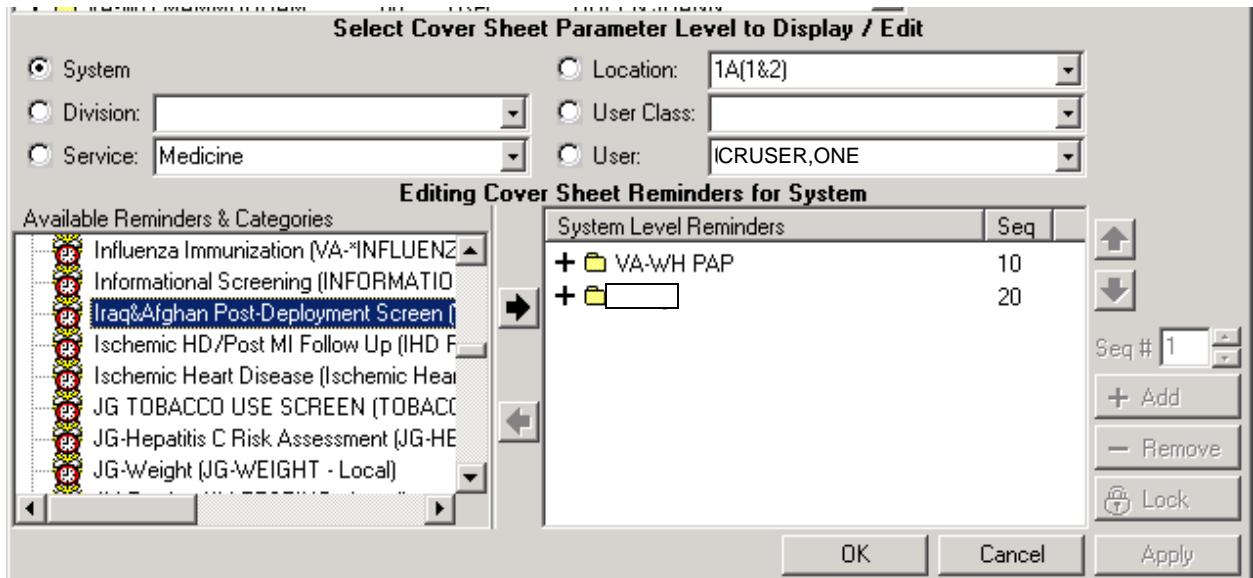 Select Cover Sheet Parameter Level to Display / Edit
System
Location: 1A(1&2)
Division:
User Class:
Service: Medicine
User: CRUSER,ONE
Editing Cover Sheet Reminders for System
Available Reminders & Categories
Influenza Immunization (VA-*INFLUENZ
Informational Screening (INFORMATIO
Iraq&Afghan Post-Deployment Screen (
Ischemic HD/Post MI Follow Up (IHD F
Ischemic Heart Disease (Ischemic Hear
JG TOBACCO USE SCREEN (TOBACC
JG-Hepatitis C Risk Assessment (JG-HE
JG-Weight (JG-WEIGHT - Local)
System Level Reminders Seq
VA-WH PAP 10
20
Seq # 1
Add
Remove
Lock
OK Cancel Apply